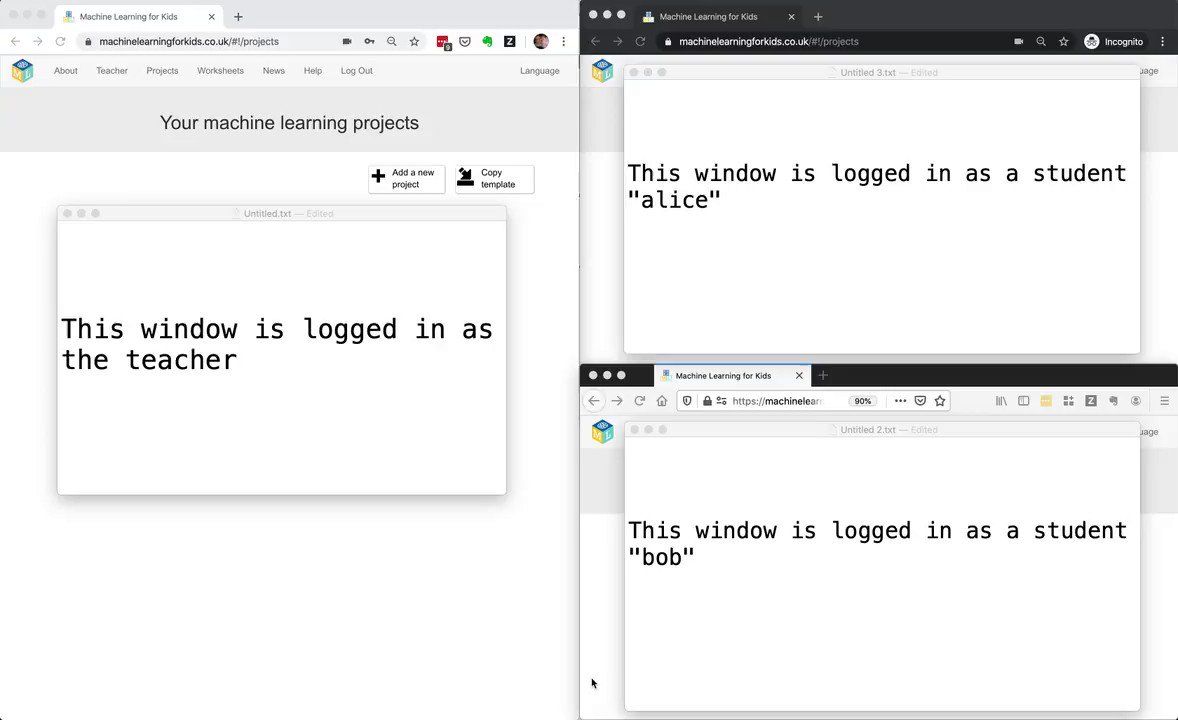 Machine Learning for Kids
machinelearningforkids.co.uk/#!/projects
About Teacher Projects Worksheets News Help Log Out Language
Your machine learning projects
Add a new
project
Copy
template
Untitled.txt — Edited
This window is logged in as
the teacher
Machine Learning for Kids
machinelearningforkids.co.uk/#!/projects
Incognito
uage
Untitled 3.txt — Edited
This window is logged in as a student
"alice"
Machine Learning for Kids
https://machinelear
90%
uage
Untitled 2.txt — Edited
This window is logged in as a student
"bob"